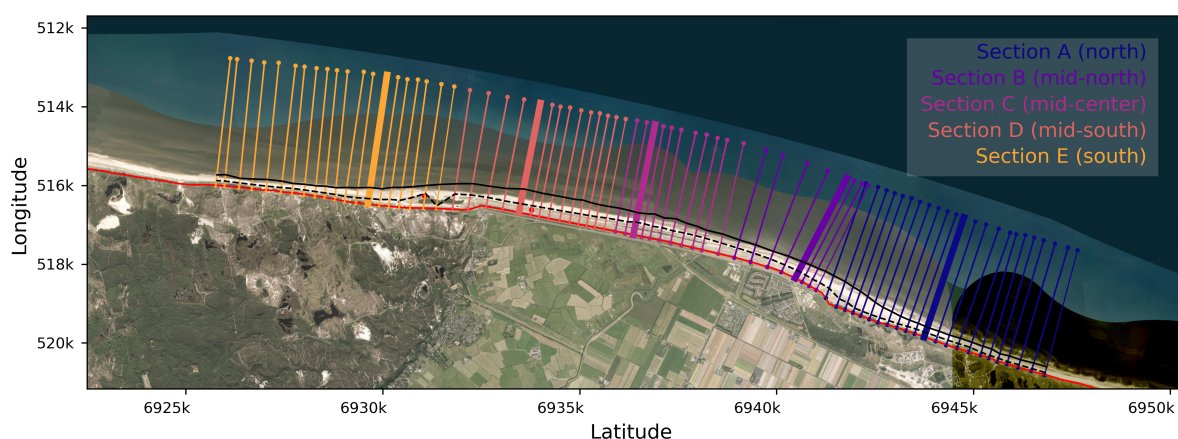 512k
514k
516k
518k
520k
Longitude
Section A (north)
Section B (mid-north)
Section C (mid-center)
Section D (mid-south)
Section E (south)
6925k
6930k
6935k
6940k
6945k
6950k
Latitude